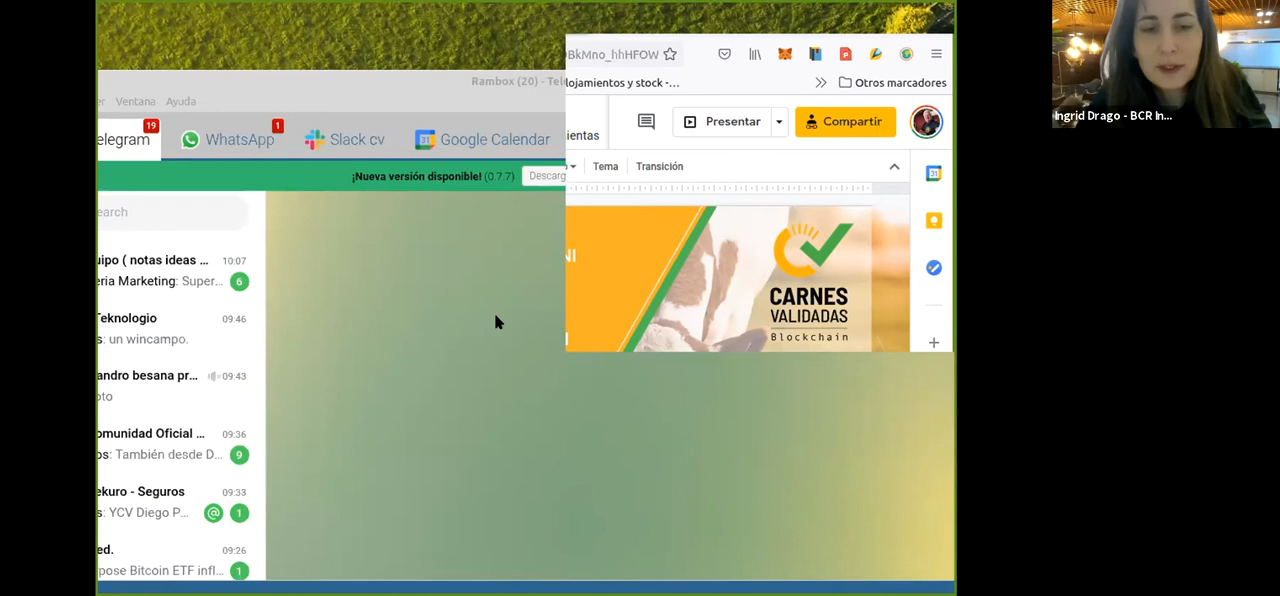 BkMno_hhHFOW
Rambox (20) - Tel
lojamientos y stock -...
Otros marcadores
er Ventana Ayuda
19
1
elegram
WhatsApp
Slack cv
31
Google Calendar
ientas
Presentar
Compartir
Tema
Transición
¡Nueva versión disponible! (0.7.7)
Descarg
earch
uipo ( notas ideas ... 10:07
eria Marketing: Super... 6
Teknologio 09:46
s: un wincampo.
andro besana pr... 09:43
oto
omunidad Oficial ... 09:36
os: También desde D... 9
ekuro - Seguros 09:33
s: YCV Diego P... @ 1
ed. 09:26
pose Bitcoin ETF infl... 1
NI
CARNES
VALIDADAS
Blockchain
31
Ingrid Drago - BCR In...